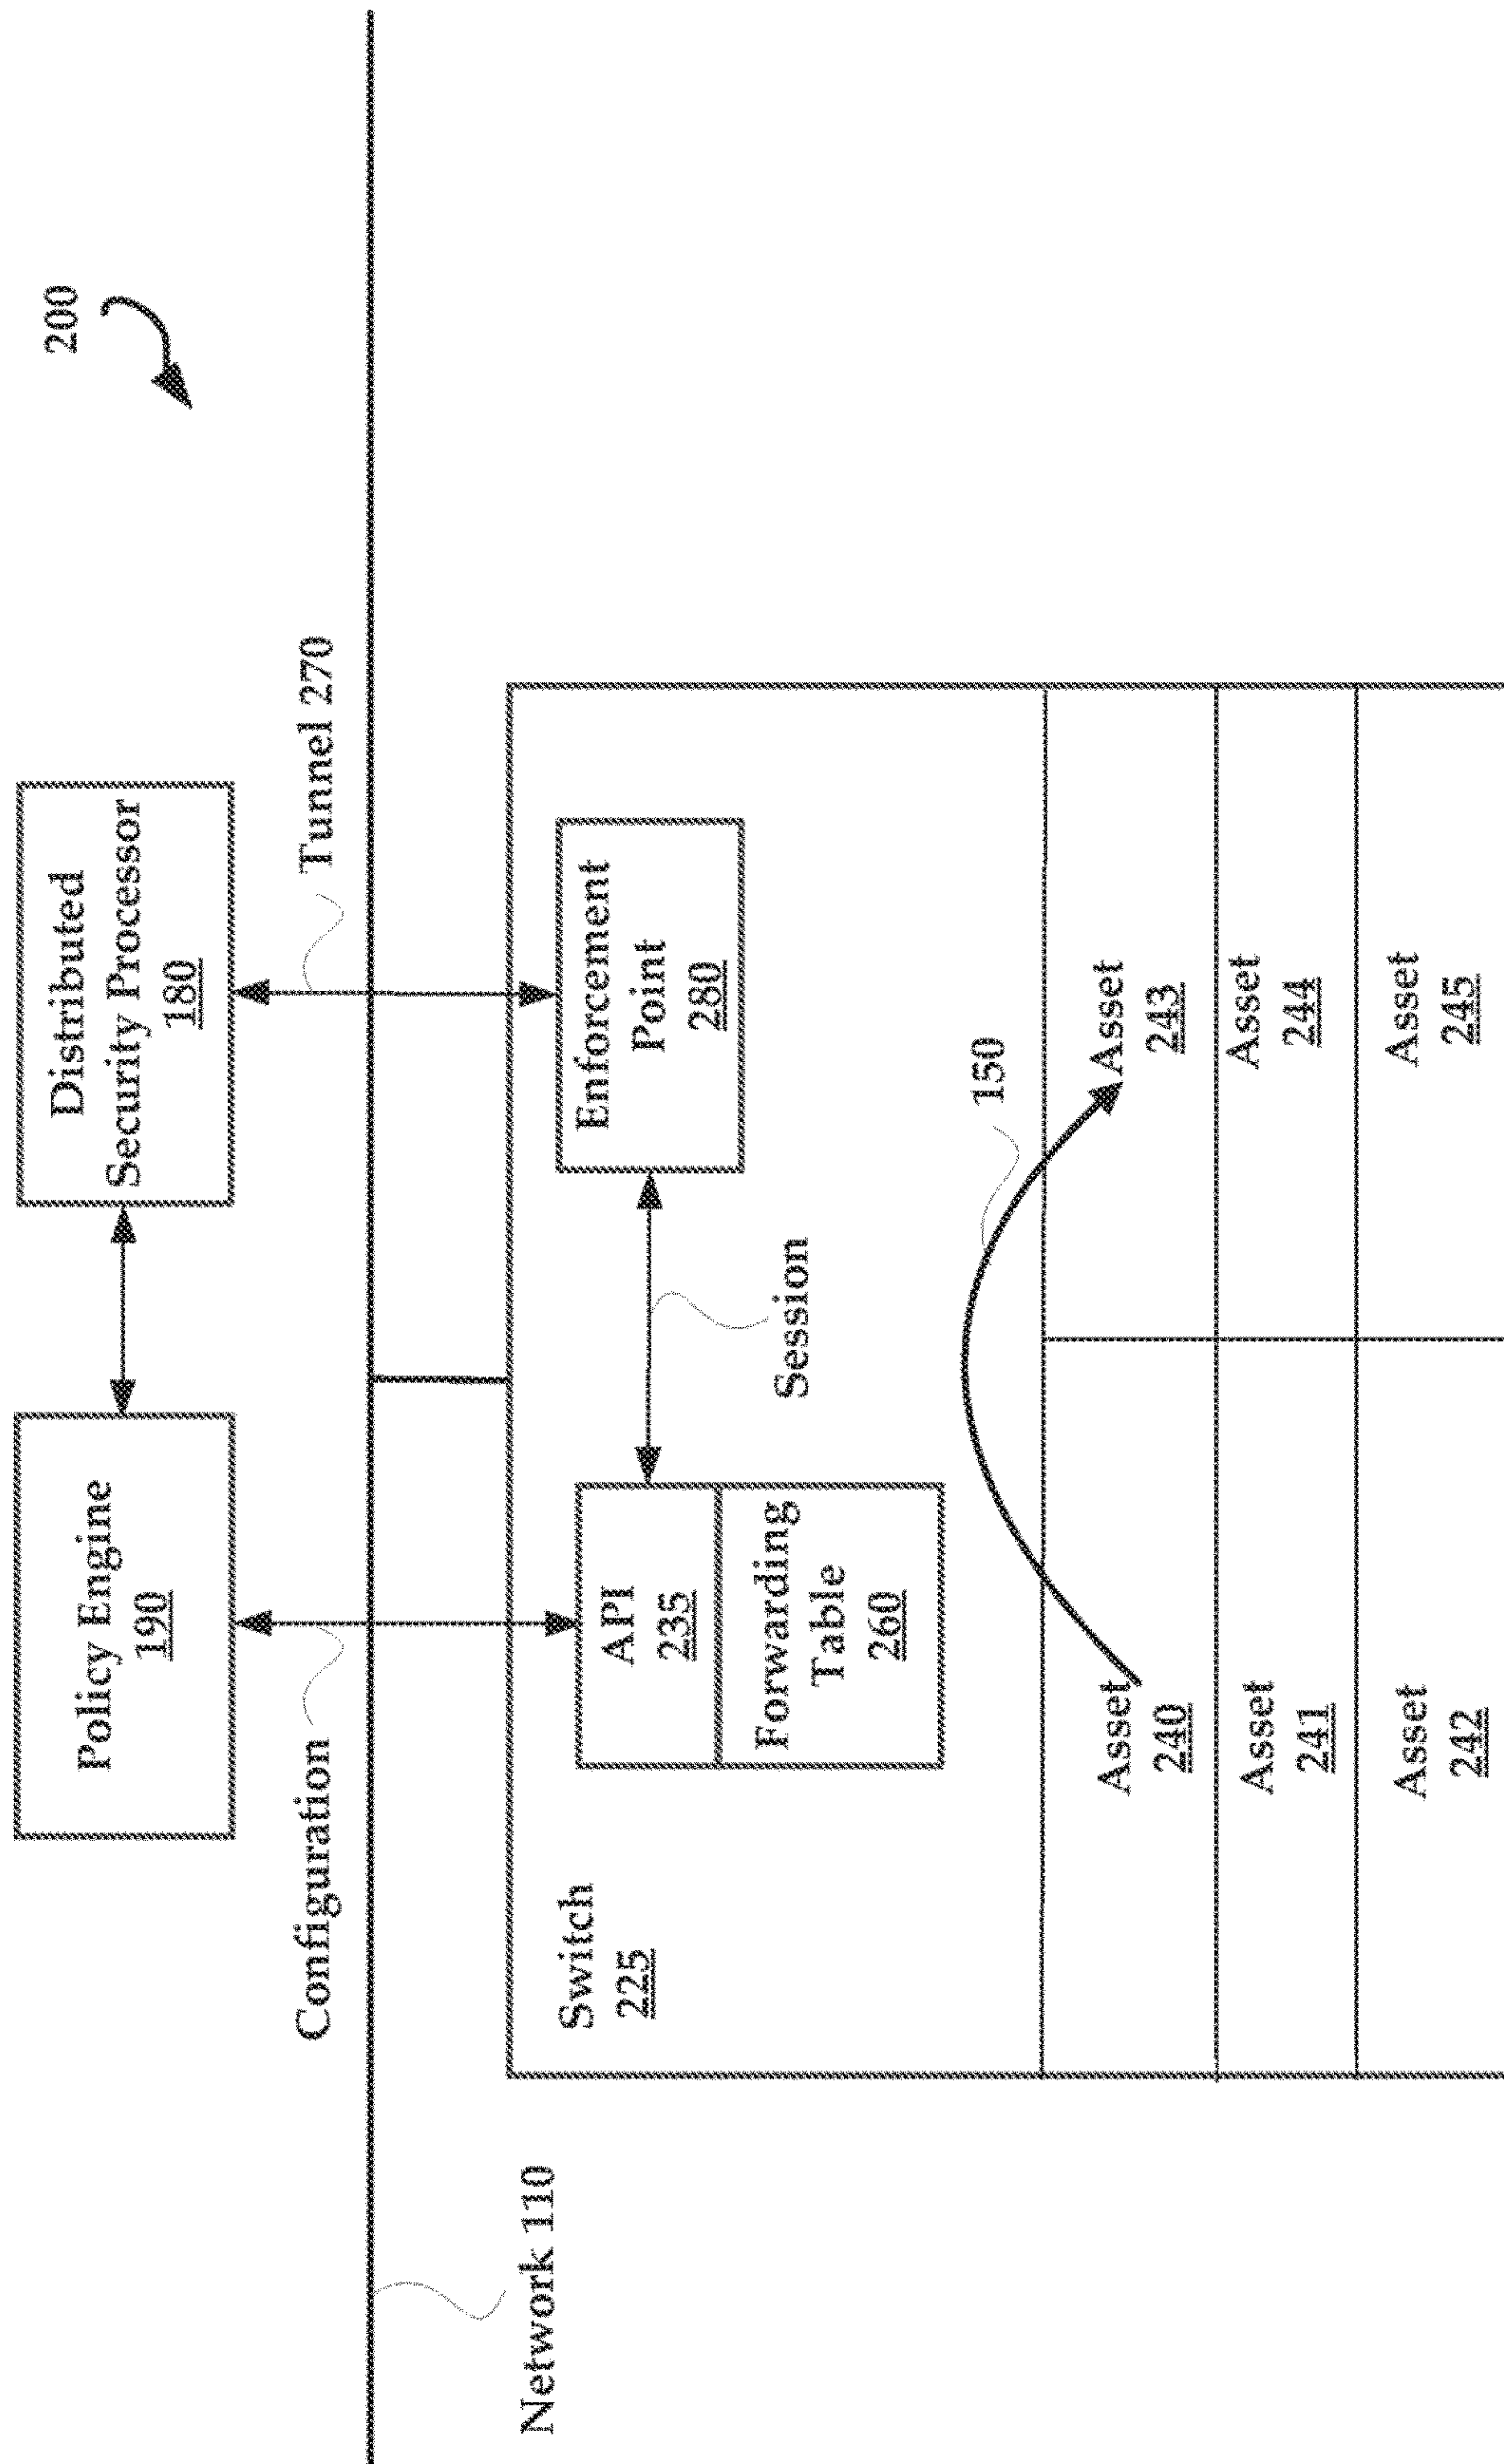 200
Policy Engine
190
Distributed
Security Processor
180
Configuration
Tunnel 270
Network 110
Switch
225
API
235
Forwarding
Table
260
Session
Enforcement
Point
280
150
Asset
240
Asset
243
Asset
241
Asset
244
Asset
242
Asset
245